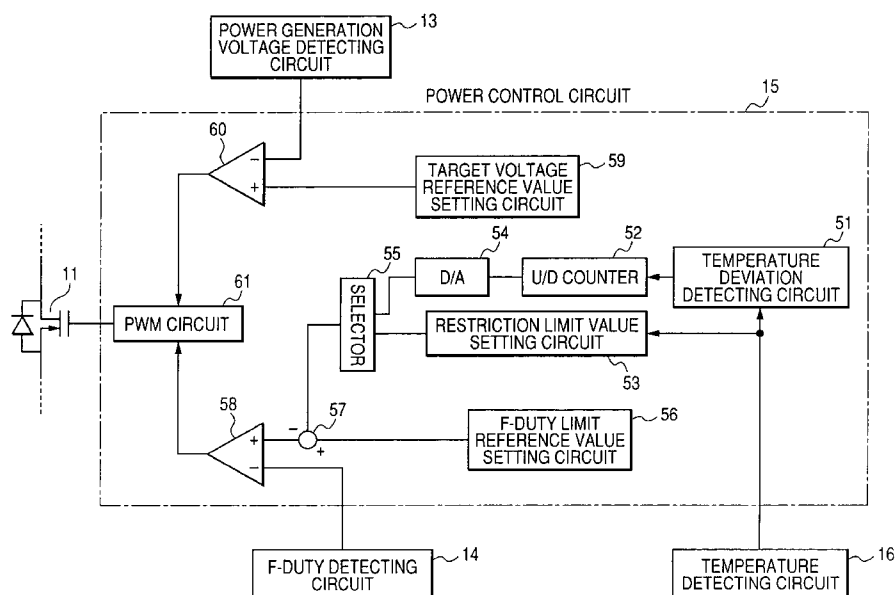 POWER GENERATION
VOLTAGE DETECTING
CIRCUIT
13
POWER CONTROL CIRCUIT
15
60
−
+
TARGET VOLTAGE
REFERENCE VALUE
SETTING CIRCUIT
59
11
61
PWM CIRCUIT
55
SELECTOR
54
D/A
52
U/D COUNTER
51
TEMPERATURE
DEVIATION
DETECTING CIRCUIT
RESTRICTION LIMIT VALUE
SETTING CIRCUIT
53
58
+
−
−
57
+
F-DUTY LIMIT
REFERENCE VALUE
SETTING CIRCUIT
56
F-DUTY DETECTING
CIRCUIT
14
TEMPERATURE
DETECTING CIRCUIT
16